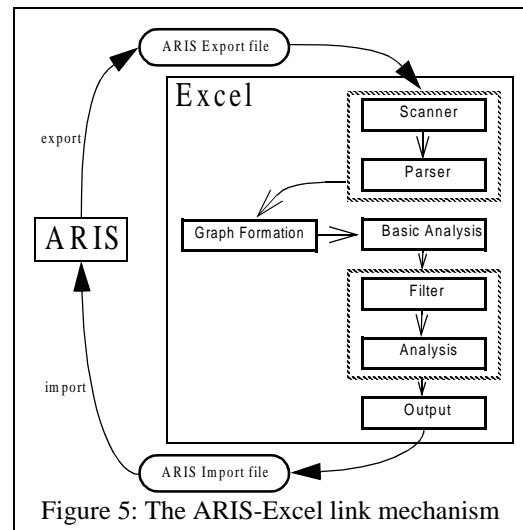 ARIS Export file
Excel
Scanner
export
Parser
ARIS
Graph Formation
Basic Analysis
Filter
Analysis
import
Output
ARIS Import file
Figure 5: The ARIS-Excel link mechanism